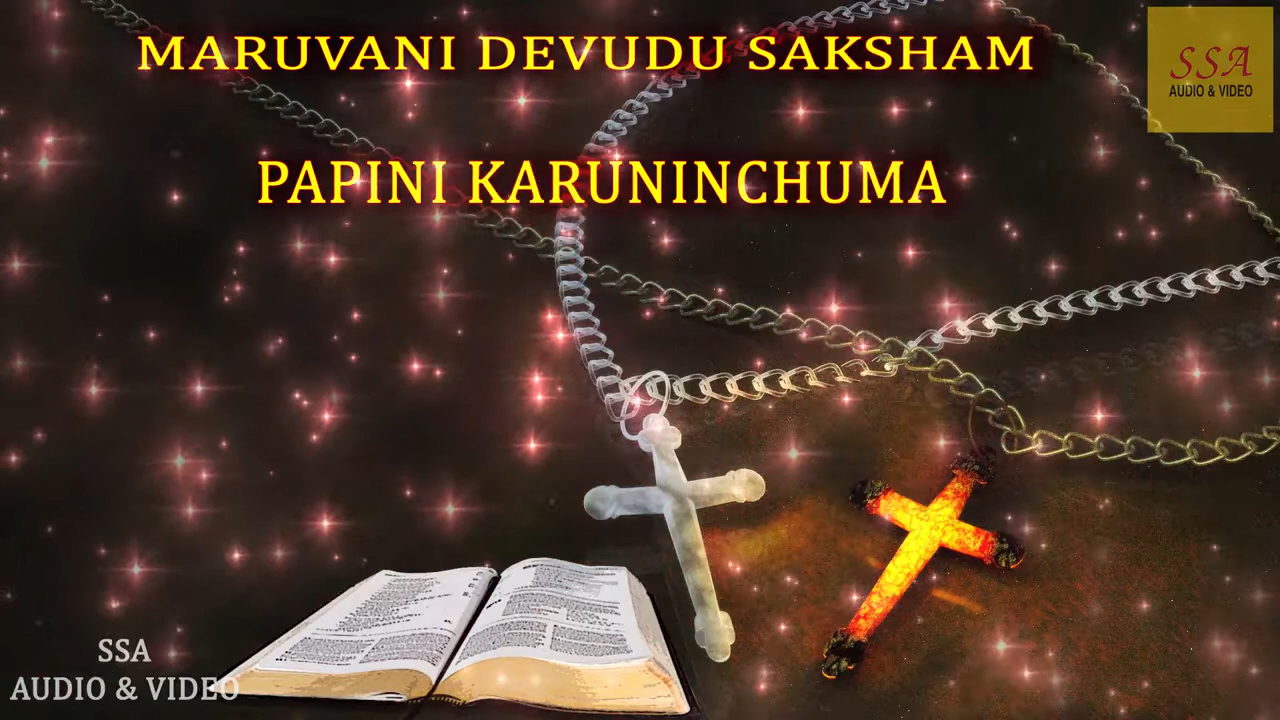 MARUVANI DEVUDU SAKSHAM
SSA
AUDIO & VIDEO
PAPINI KARUNINCHUMA
SSA
AUDIO & VIDEO